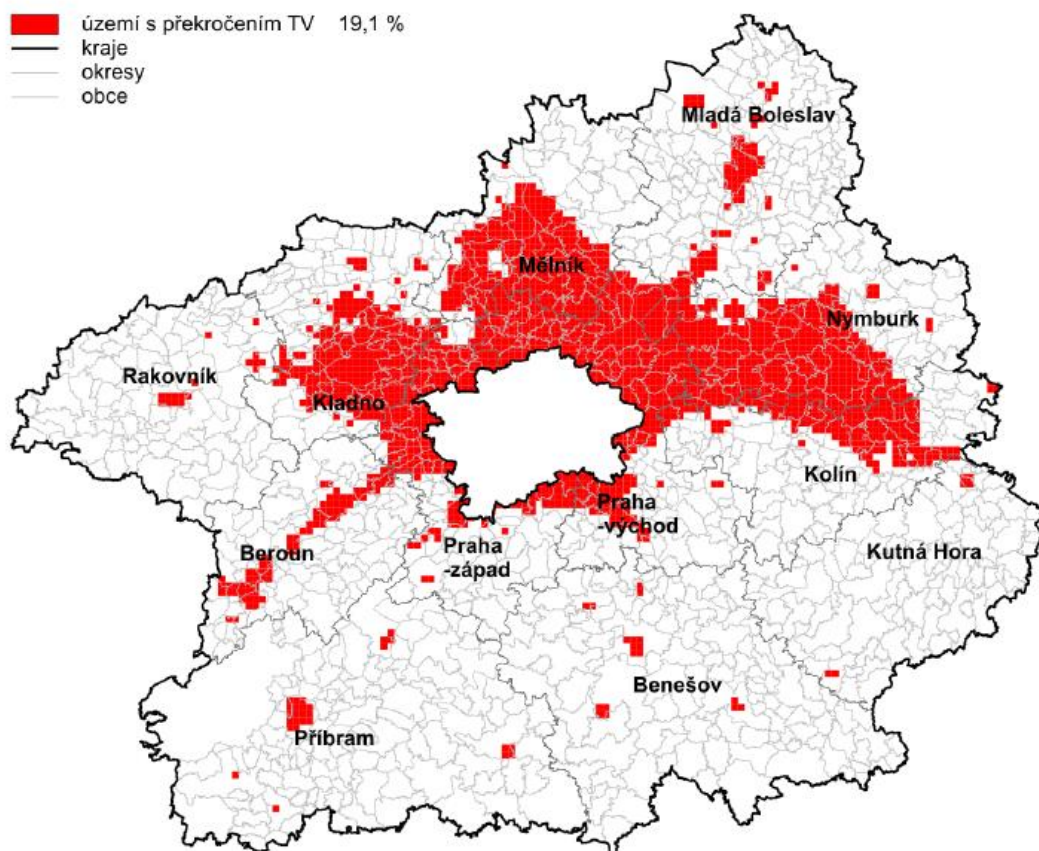 území s překročením TV 19,1 %
kraje
okresy
obce
Mladá Boleslav
Mělník
Nymburk
Rakovník
Kladno
Kolín
Praha
-východ
Beroun
Praha
-západ
Kutná Hora
Benešov
Příbram